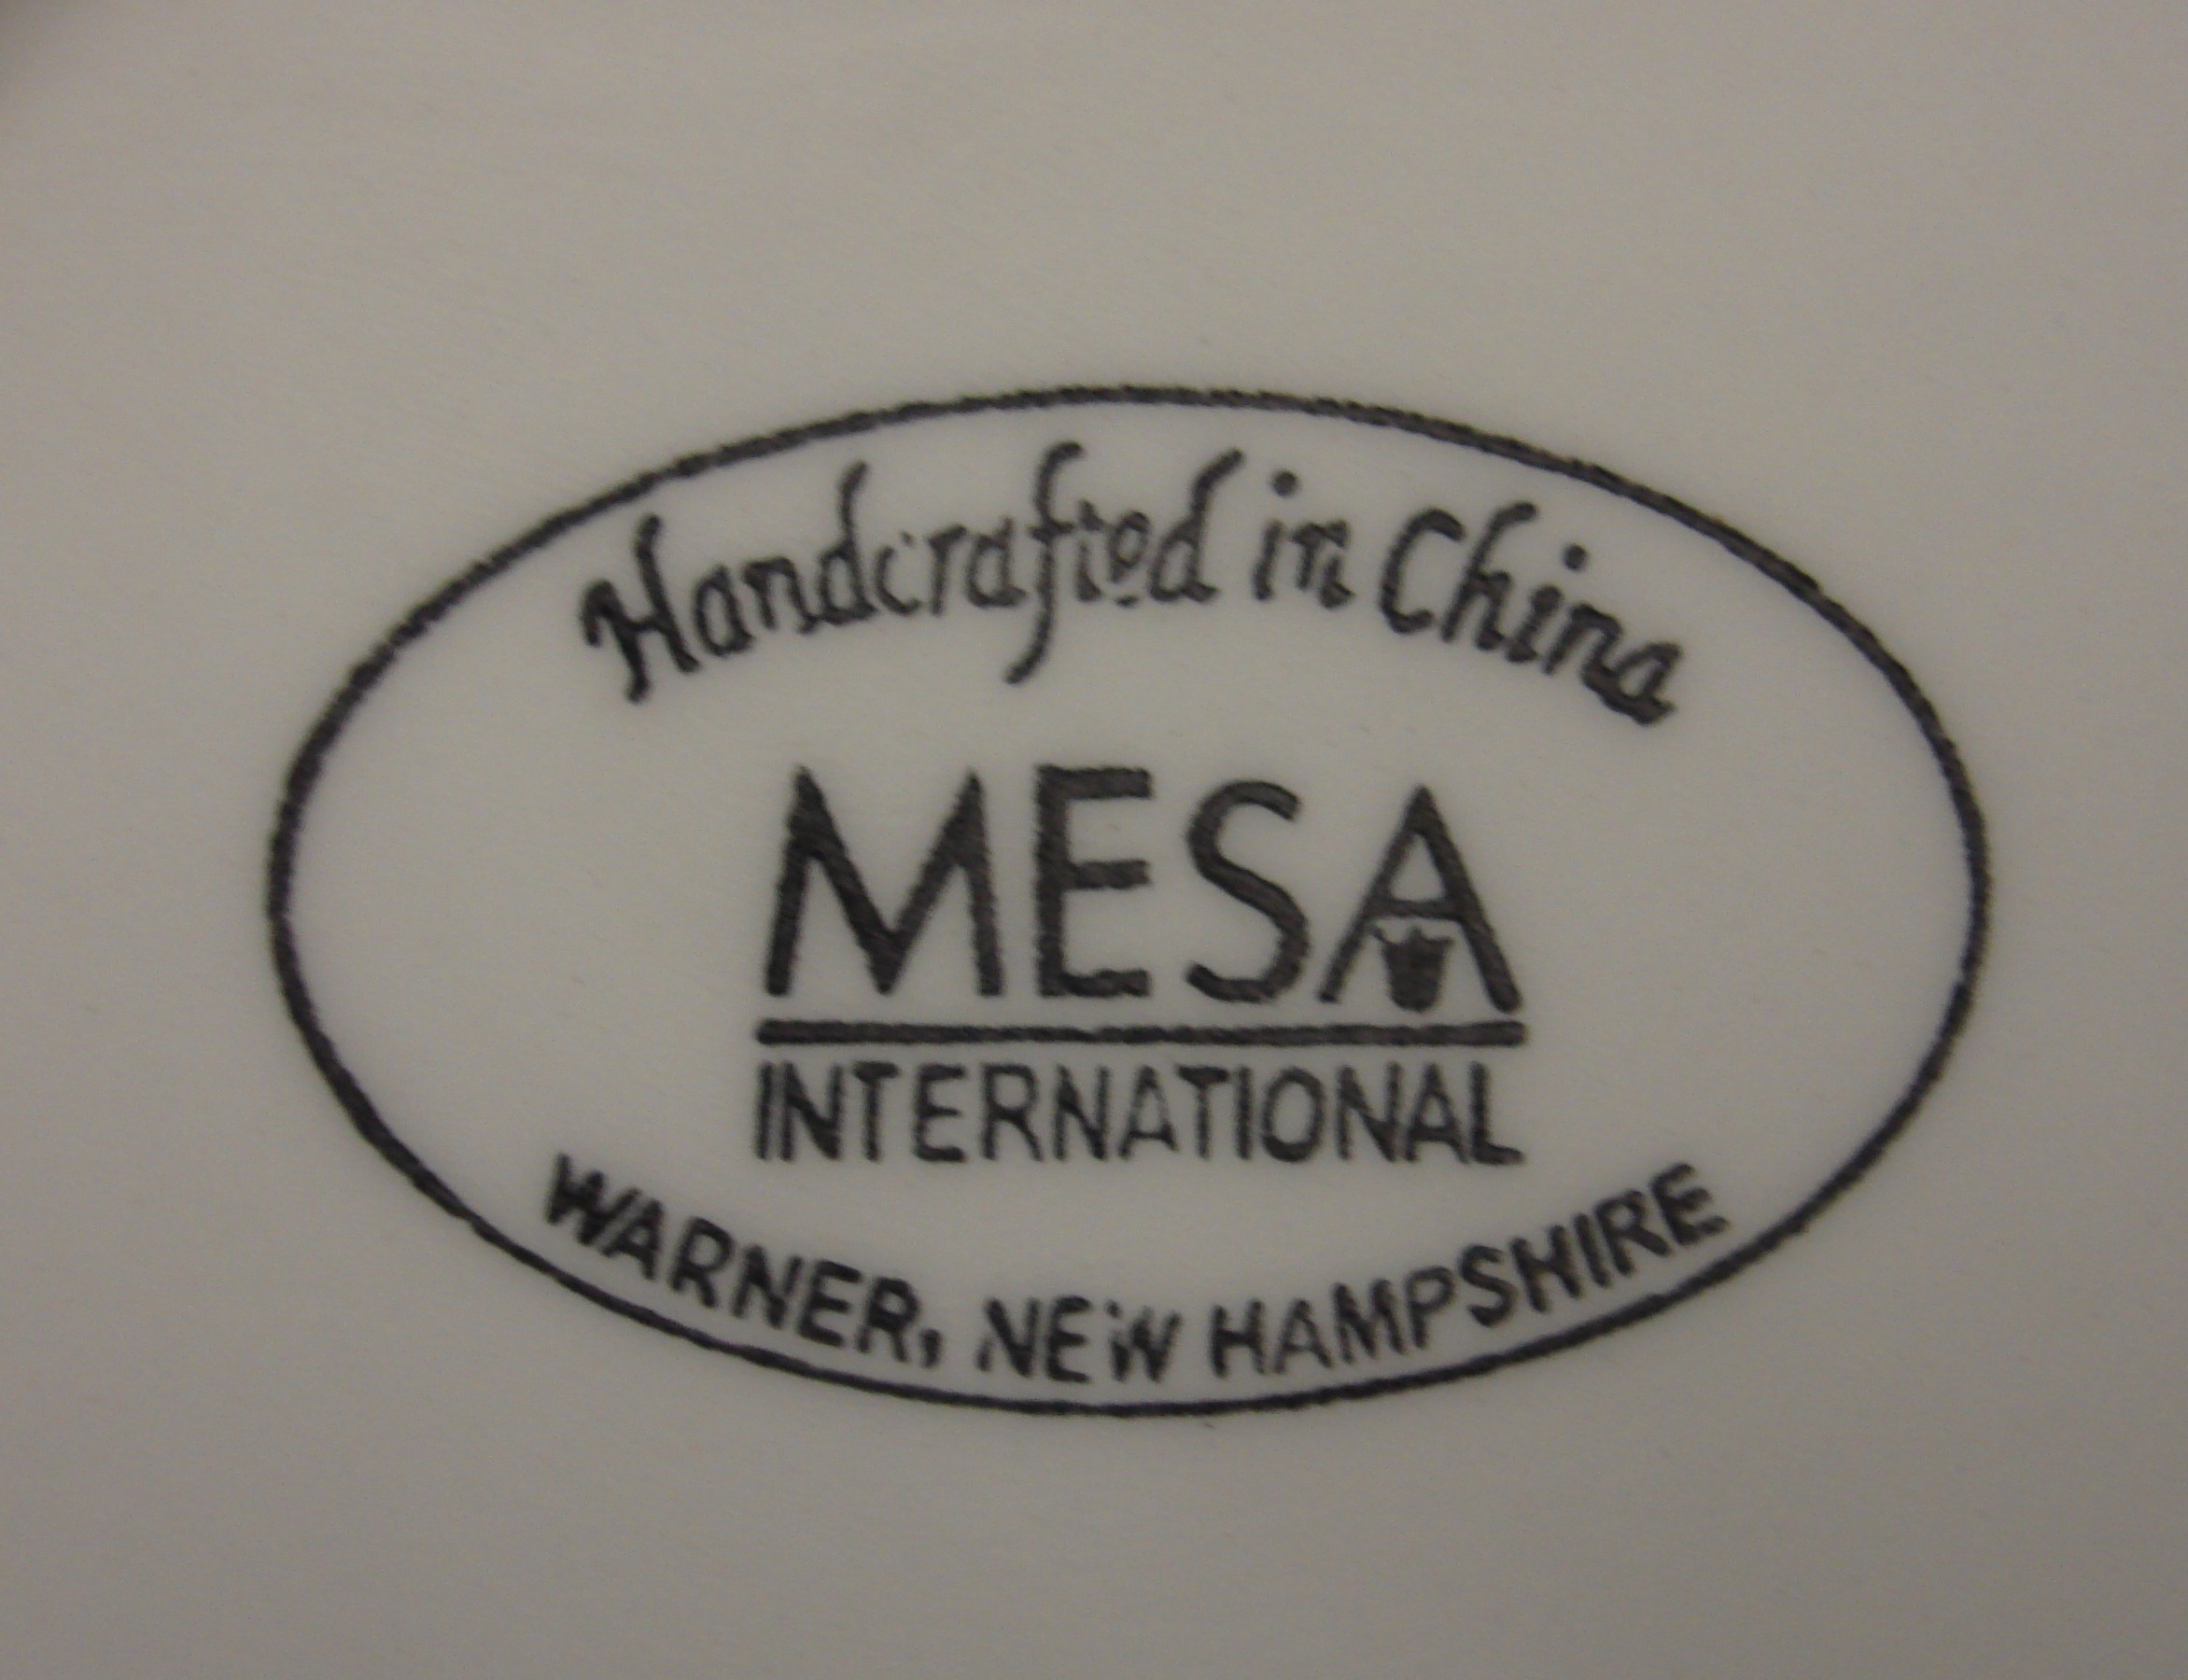 Handcrafted in China
MESA
INTERNATIONAL
WARNER, NEW HAMPSHIRE